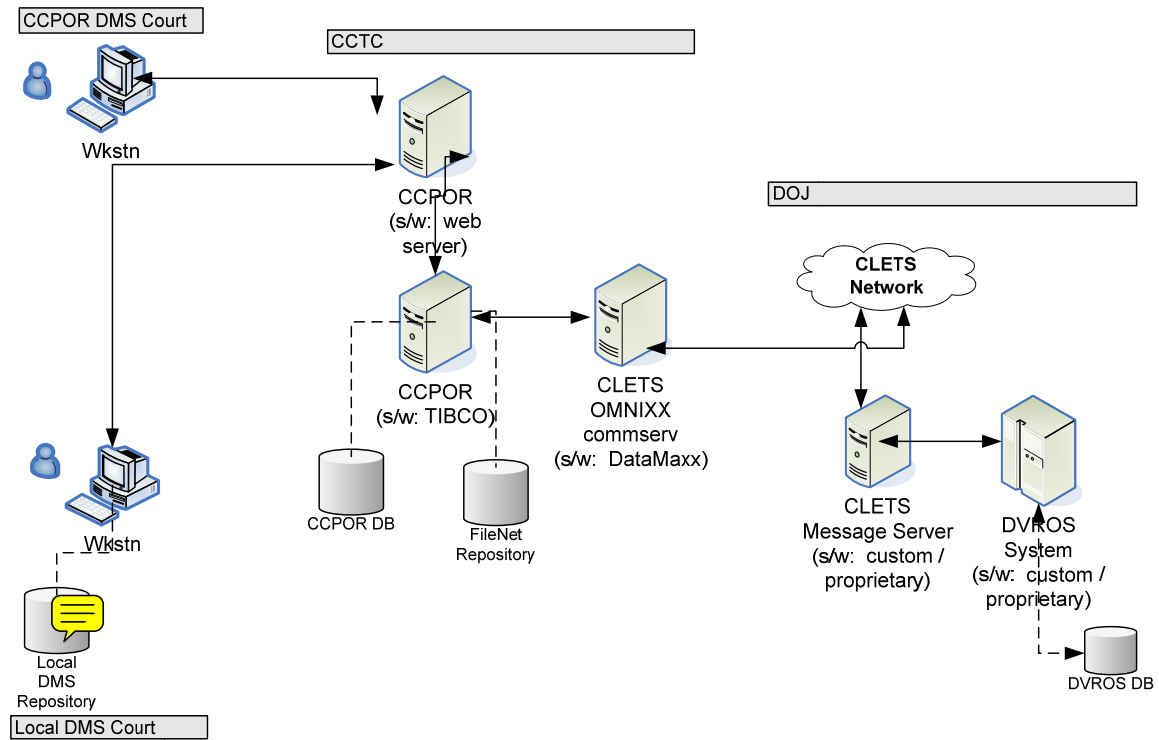 CCPOR DMS Court
CCTC
Wkstn
CCPOR
(s/w:  web
server)
DOJ
CLETS
Network
CCPOR
(s/w: TIBCO)
CLETS
OMNIXX
commserv
(s/w:  DataMaxx)
CCPOR DB
FileNet
Repository
CLETS
Message Server
(s/w:  custom /
proprietary)
DVROS
System
(s/w:  custom /
proprietary)
DVROS DB
Wkstn
Local
DMS
Repository
Local DMS Court